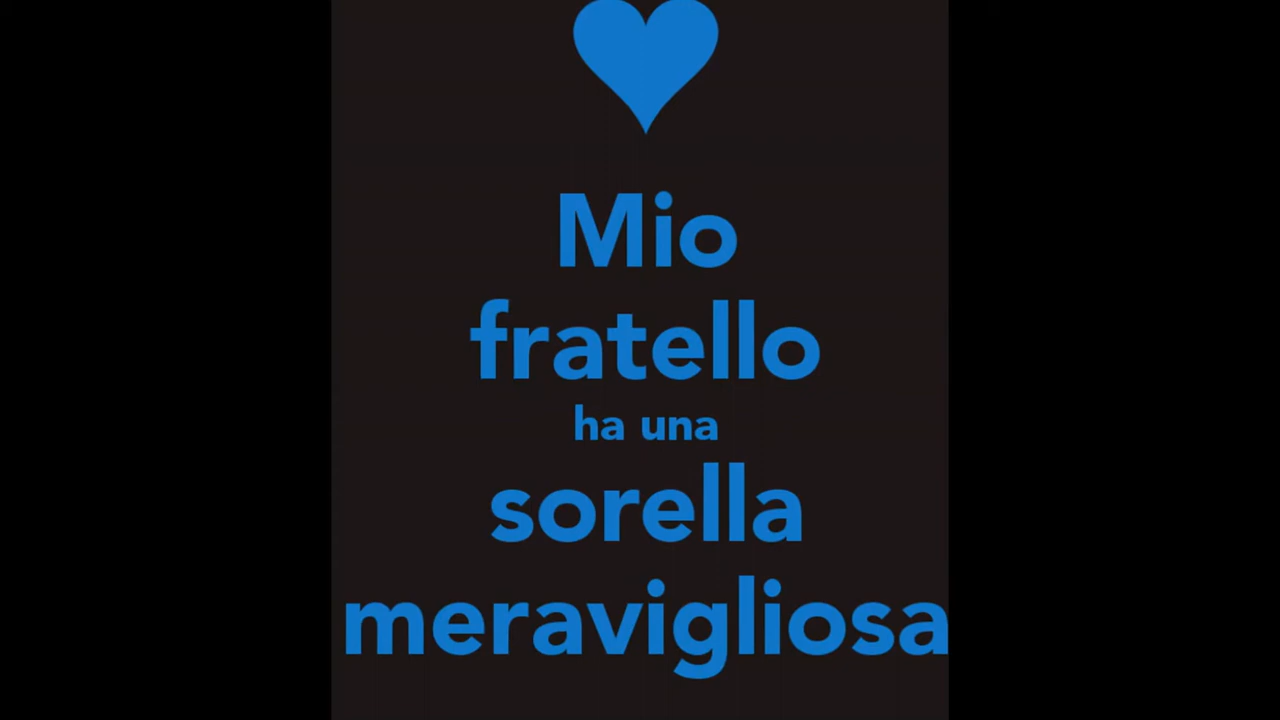 Mio
fratello
ha una
sorella
meravigliosa